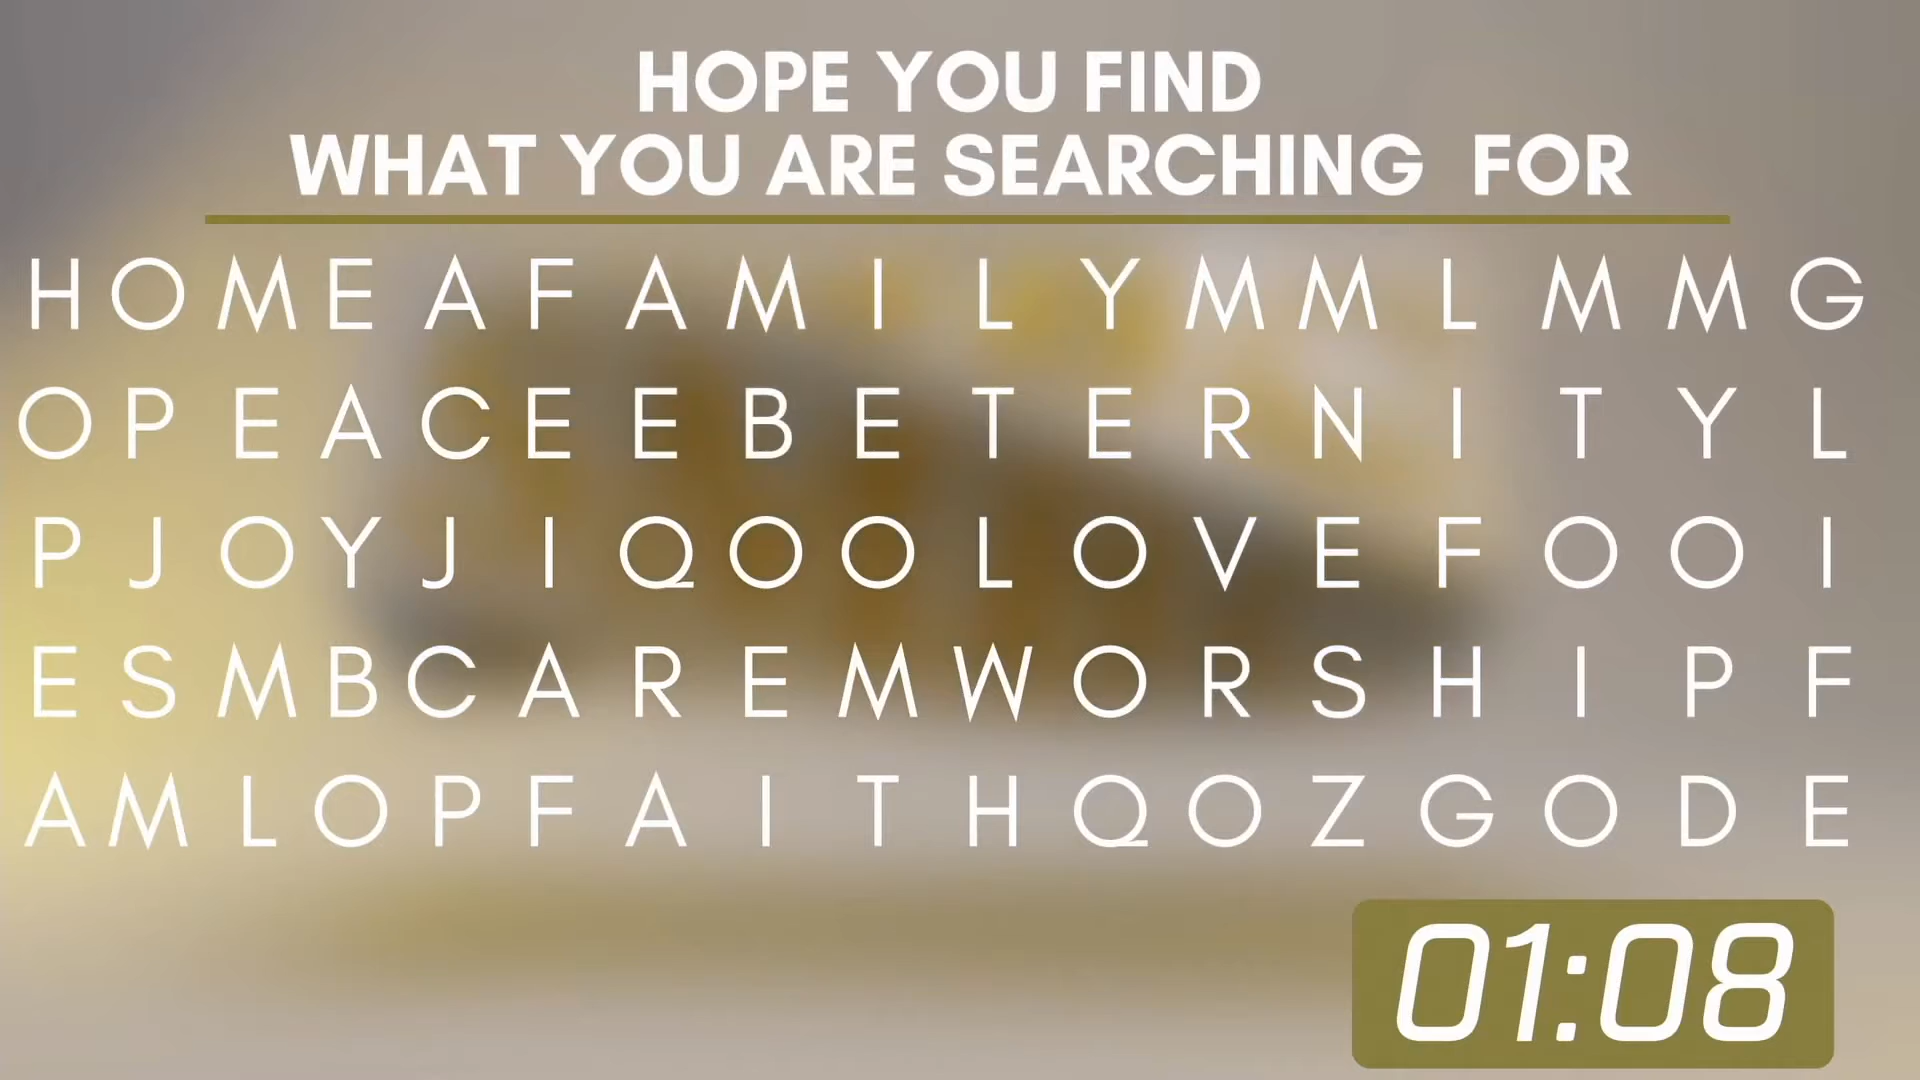 HOPE YOU FIND
WHAT YOU ARE SEARCHING FOR
H O M E A F A M I L Y M M L M M G
O P E A C E E B E T E R N I T Y L
P J O Y J I Q O O L O V E F O O I
E S M B C A R E M W O R S H I P F
A M L O P F A I T H Q O Z G O D E
01:08